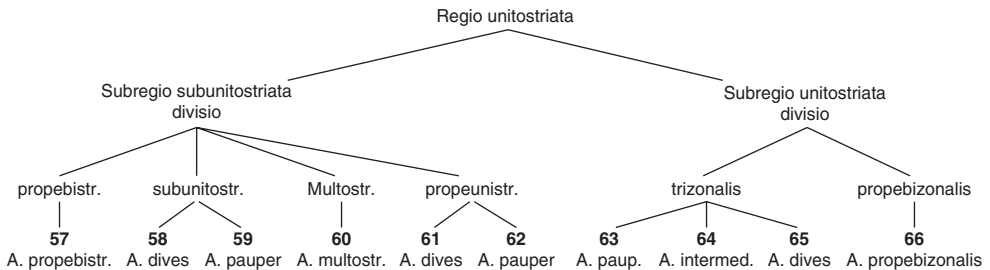 Regio unitostriata
Subregio subunitostriata
divisio
Subregio unitostriata
divisio
propebistr.
subunitostr.
Multostr.
propeunistr.
trizonalis
propebizonalis
57
58
59
60
61
62
63
64
65
66
A. propebistr.
A. dives
A. pauper
A. multostr.
A. dives
A. pauper
A. paup.
A. intermed.
A. dives
A. propebizonalis